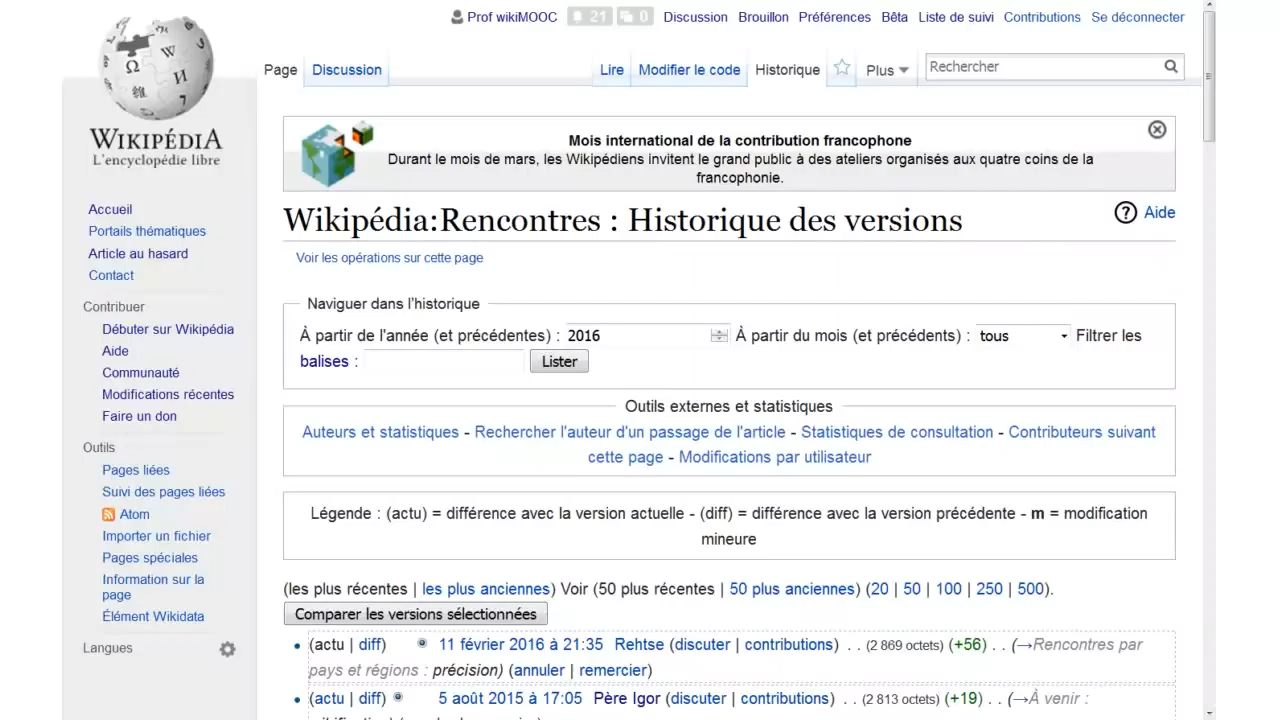 Prof wikiMOOC 21 0 Discussion Brouillon Préférences Bêta Liste de suivi Contributions Se déconnecter
Page Discussion Lire Modifier le code Historique Plus Rechercher
WIKIPÉDIA
L'encyclopédie libre
Accueil
Portails thématiques
Article au hasard
Contact
Contribuer
Débuter sur Wikipédia
Aide
Communauté
Modifications récentes
Faire un don
Outils
Pages liées
Suivi des pages liées
Atom
Importer un fichier
Pages spéciales
Information sur la
page
Élément Wikidata
Langues
Mois international de la contribution francophone
Durant le mois de mars, les Wikipédiens invitent le grand public à des ateliers organisés aux quatre coins de la
francophonie.
Wikipédia:Rencontres : Historique des versions
? Aide
Voir les opérations sur cette page
Naviguer dans l'historique
À partir de l'année (et précédentes) : 2016 À partir du mois (et précédents) : tous Filtrer les
balises : Lister
Outils externes et statistiques
Auteurs et statistiques - Rechercher l'auteur d'un passage de l'article - Statistiques de consultation - Contributeurs suivant
cette page - Modifications par utilisateur
Légende : (actu) = différence avec la version actuelle - (diff) = différence avec la version précédente - m = modification
mineure
(les plus récentes | les plus anciennes) Voir (50 plus récentes | 50 plus anciennes) (20 | 50 | 100 | 250 | 500).
Comparer les versions sélectionnées
(actu | diff) 11 février 2016 à 21:35 Rehtse (discuter | contributions) . . (2 869 octets) (+56) . . (→Rencontres par
pays et régions : précision) (annuler | remercier)
(actu | diff) 5 août 2015 à 17:05 Père Igor (discuter | contributions) . . (2 813 octets) (+19) . . (→À venir :